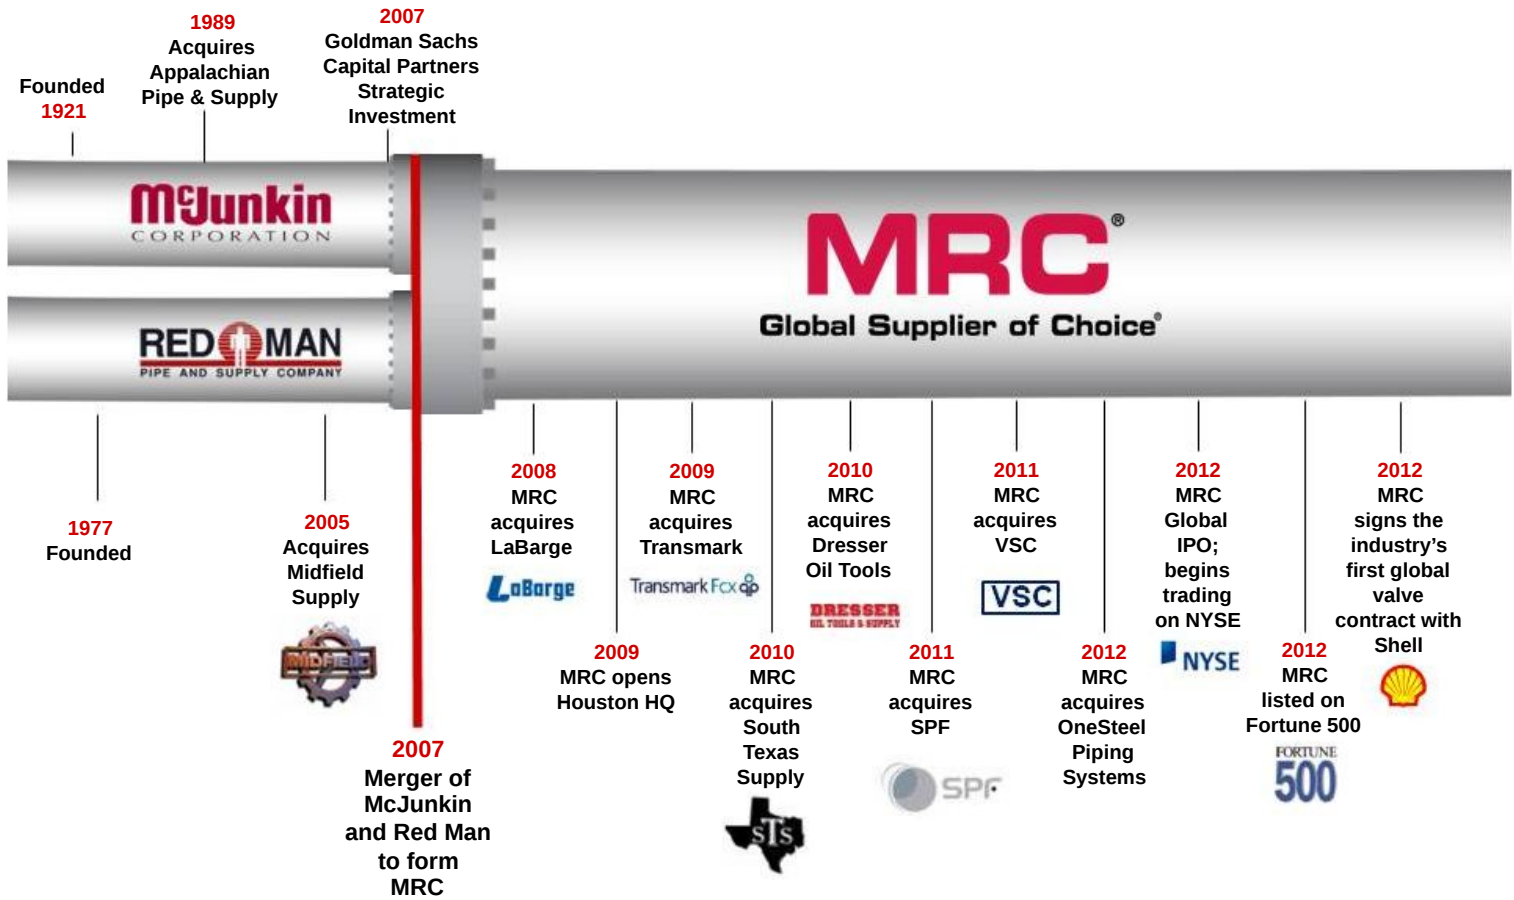 Founded
1921
1989
Acquires
Appalachian
Pipe & Supply
2007
Goldman Sachs
Capital Partners
Strategic
Investment
McJunkin
CORPORATION
RED MAN
PIPE AND SUPPLY COMPANY
MRC®
Global Supplier of Choice®
1977
Founded
2005
Acquires
Midfield
Supply
MIDFIELD
2007
Merger of
McJunkin
and Red Man
to form
MRC
2008
MRC
acquires
LaBarge
LaBarge
2009
MRC opens
Houston HQ
2009
MRC
acquires
Transmark
Transmark Fcx
2010
MRC
acquires
South
Texas
Supply
STS
2010
MRC
acquires
Dresser
Oil Tools
DRESSER
OIL TOOLS & SUPPLY
2011
MRC
acquires
SPF
SPF
2011
MRC
acquires
VSC
VSC
2012
MRC
acquires
OneSteel
Piping
Systems
2012
MRC
Global
IPO;
begins
trading
on NYSE
NYSE
2012
MRC
listed on
Fortune 500
FORTUNE
500
2012
MRC
signs the
industry’s
first global
valve
contract with
Shell